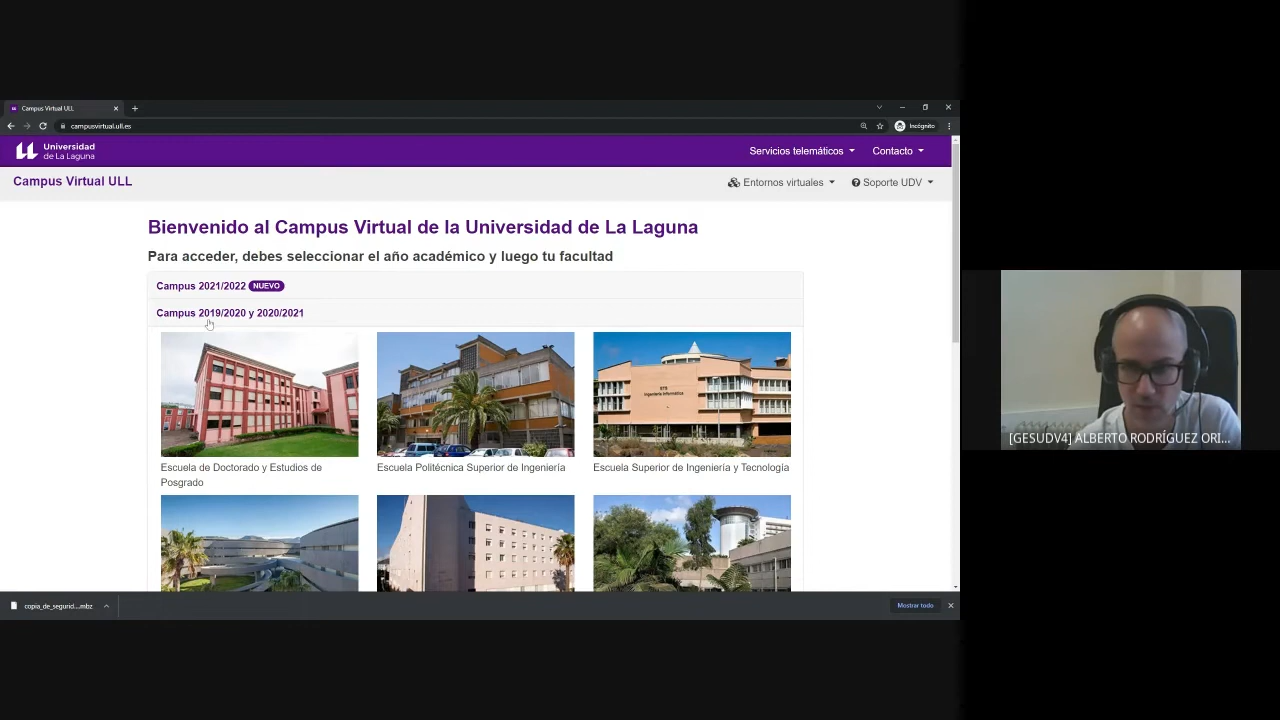 Campus Virtual ULL
campusvirtual.ull.es
Incógnito
Universidad
de La Laguna
Servicios telemáticos
Contacto
Campus Virtual ULL
Entornos virtuales
Soporte UDV
Bienvenido al Campus Virtual de la Universidad de La Laguna
Para acceder, debes seleccionar el año académico y luego tu facultad
Campus 2021/2022 NUEVO
Campus 2019/2020 y 2020/2021
Escuela de Doctorado y Estudios de
Posgrado
Escuela Politécnica Superior de Ingeniería
Escuela Superior de Ingeniería y Tecnología
[GESUDV4] ALBERTO RODRÍGUEZ ORI...
copia_de_segurid....mbz
Mostrar todo